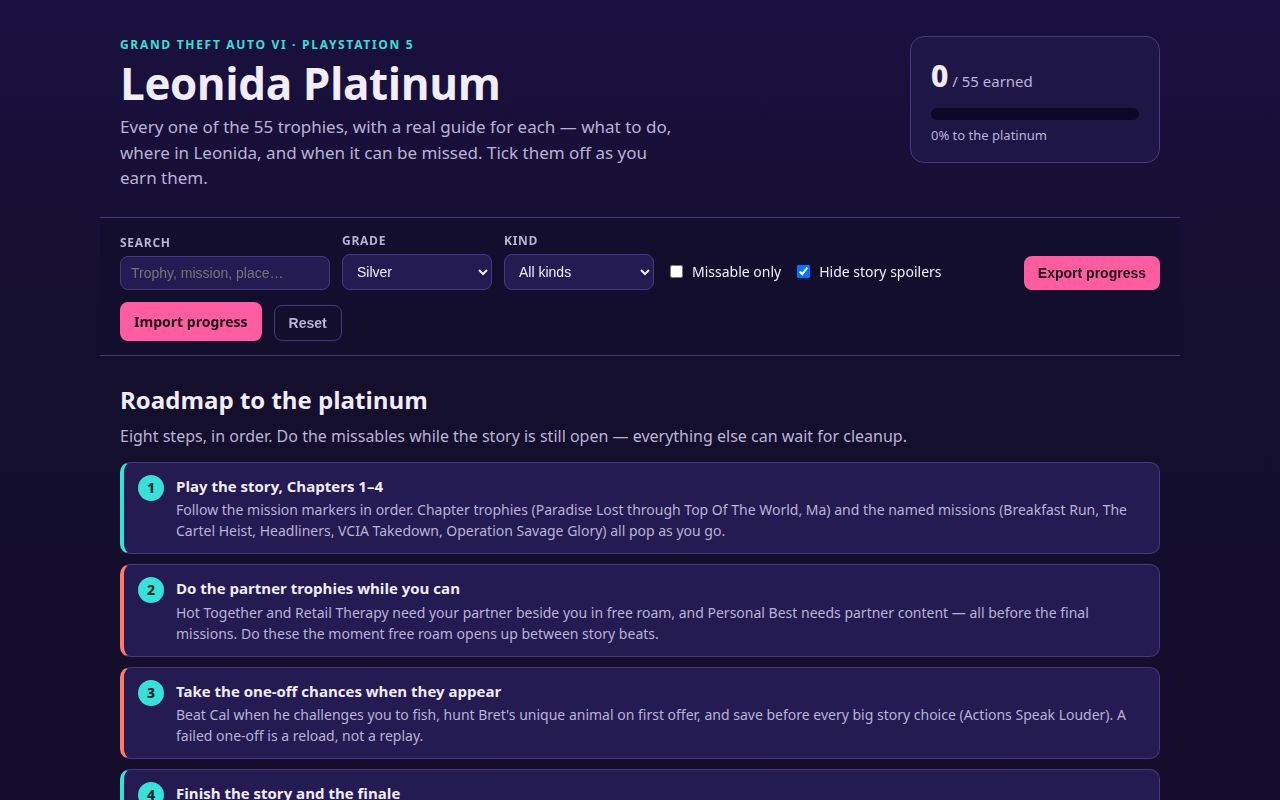 GRAND THEFT AUTO VI · PLAYSTATION 5
Leonida Platinum
Every one of the 55 trophies, with a real guide for each — what to do,
where in Leonida, and when it can be missed. Tick them off as you
earn them.
0 / 55 earned
0% to the platinum
SEARCH
GRADE
KIND
Trophy, mission, place…
Silver
All kinds
Missable only
Hide story spoilers
Export progress
Import progress
Reset
Roadmap to the platinum
Eight steps, in order. Do the missables while the story is still open — everything else can wait for cleanup.
1
Play the story, Chapters 1–4
Follow the mission markers in order. Chapter trophies (Paradise Lost through Top Of The World, Ma) and the named missions (Breakfast Run, The
Cartel Heist, Headliners, VCIA Takedown, Operation Savage Glory) all pop as you go.
2
Do the partner trophies while you can
Hot Together and Retail Therapy need your partner beside you in free roam, and Personal Best needs partner content — all before the final
missions. Do these the moment free roam opens up between story beats.
3
Take the one-off chances when they appear
Beat Cal when he challenges you to fish, hunt Bret's unique animal on first offer, and save before every big story choice (Actions Speak Louder). A
failed one-off is a reload, not a replay.
4
Finish the story and the finale